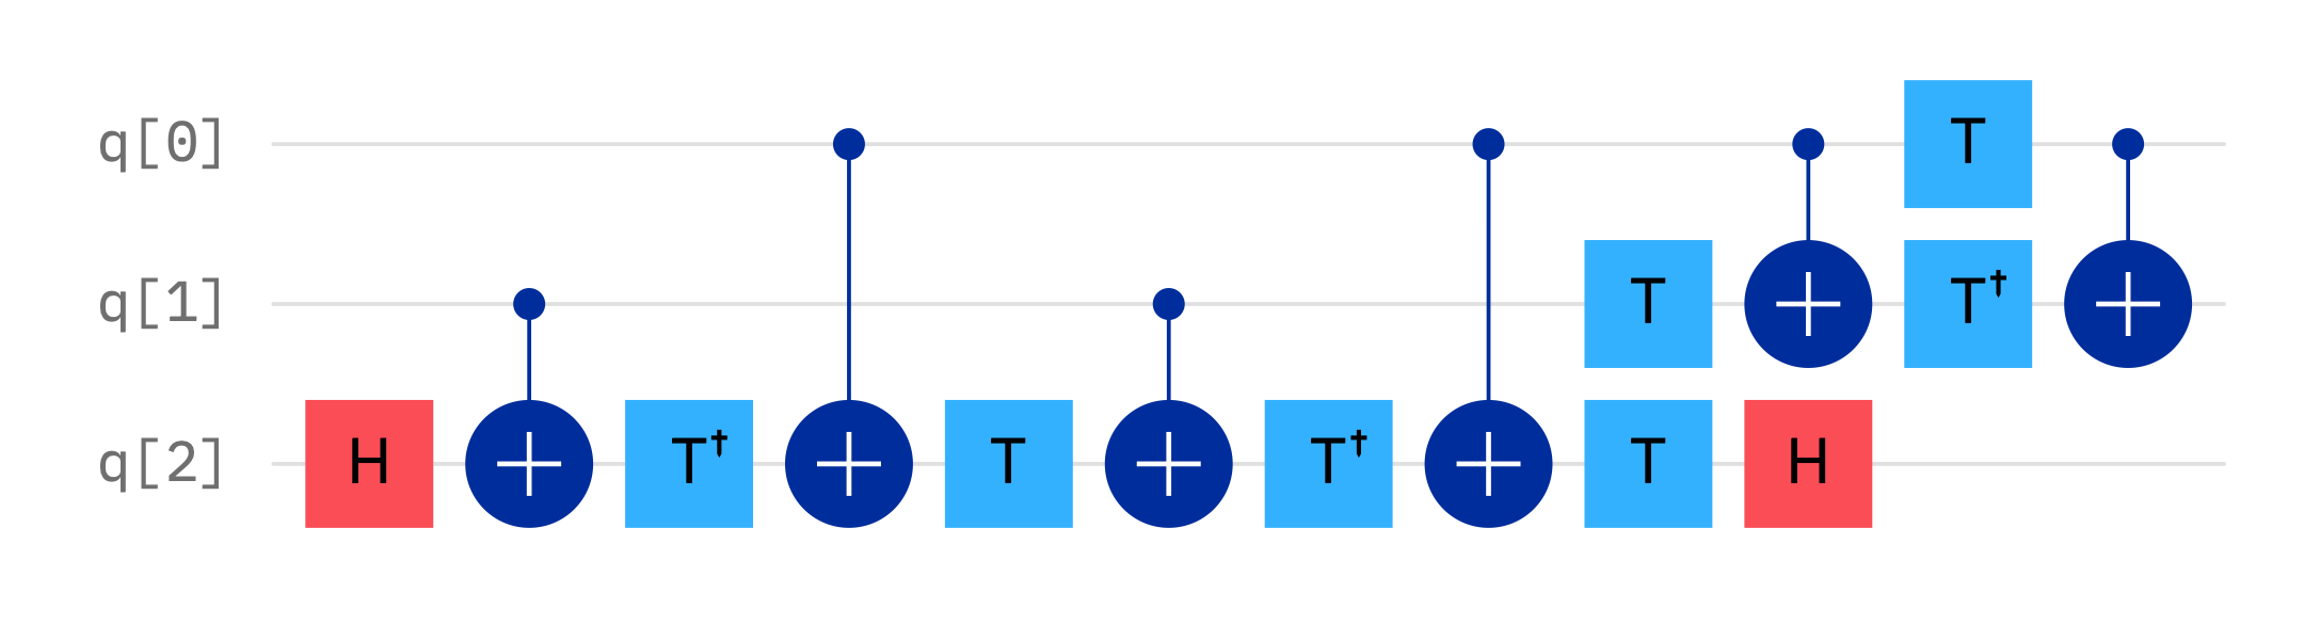 q[0] T
q[1] T T†
q[2] H T† T T† T H